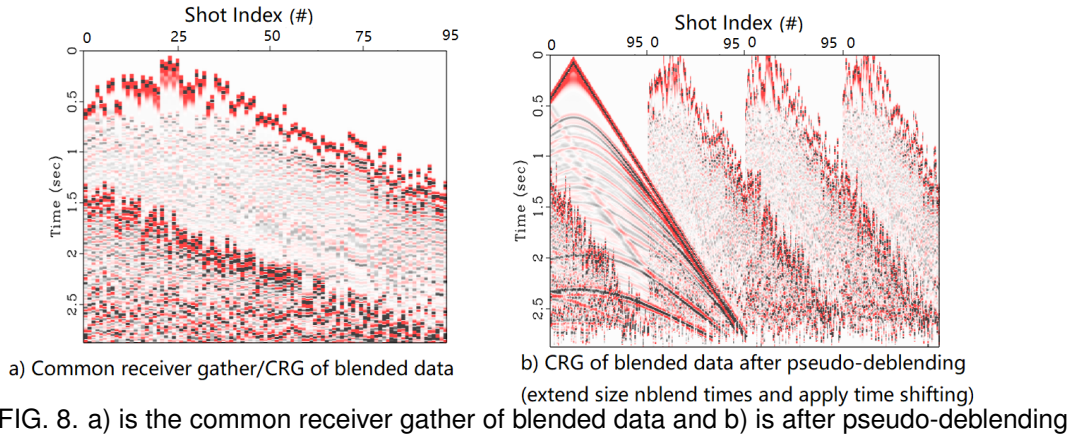 Shot Index (#)
0 25 50 75 95
0
0.5
1
1.5
2
2.5
Time (sec)
a) Common receiver gather/CRG of blended data
Shot Index (#)
0 95 0 95 0 95 0
0
0.5
1
1.5
2
2.5
Time (sec)
b) CRG of blended data after pseudo-deblending
(extend size nblend times and apply time shifting)
FIG. 8. a) is the common receiver gather of blended data and b) is after pseudo-deblending